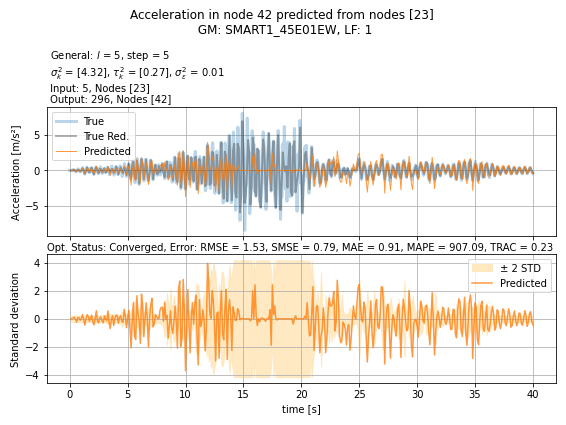 Acceleration in node 42 predicted from nodes [23]
GM: SMART1_45E01EW, LF: 1
General: l = 5, step = 5
σ²ₖ = [4.32], τ²ₖ = [0.27], σ²ε = 0.01
Input: 5, Nodes [23]
Output: 296, Nodes [42]
True
True Red.
Predicted
Acceleration [m/s²]
5
0
−5
Opt. Status: Converged, Error: RMSE = 1.53, SMSE = 0.79, MAE = 0.91, MAPE = 907.09, TRAC = 0.23
± 2 STD
Predicted
Standard deviation
4
2
0
−2
−4
0 5 10 15 20 25 30 35 40
time [s]